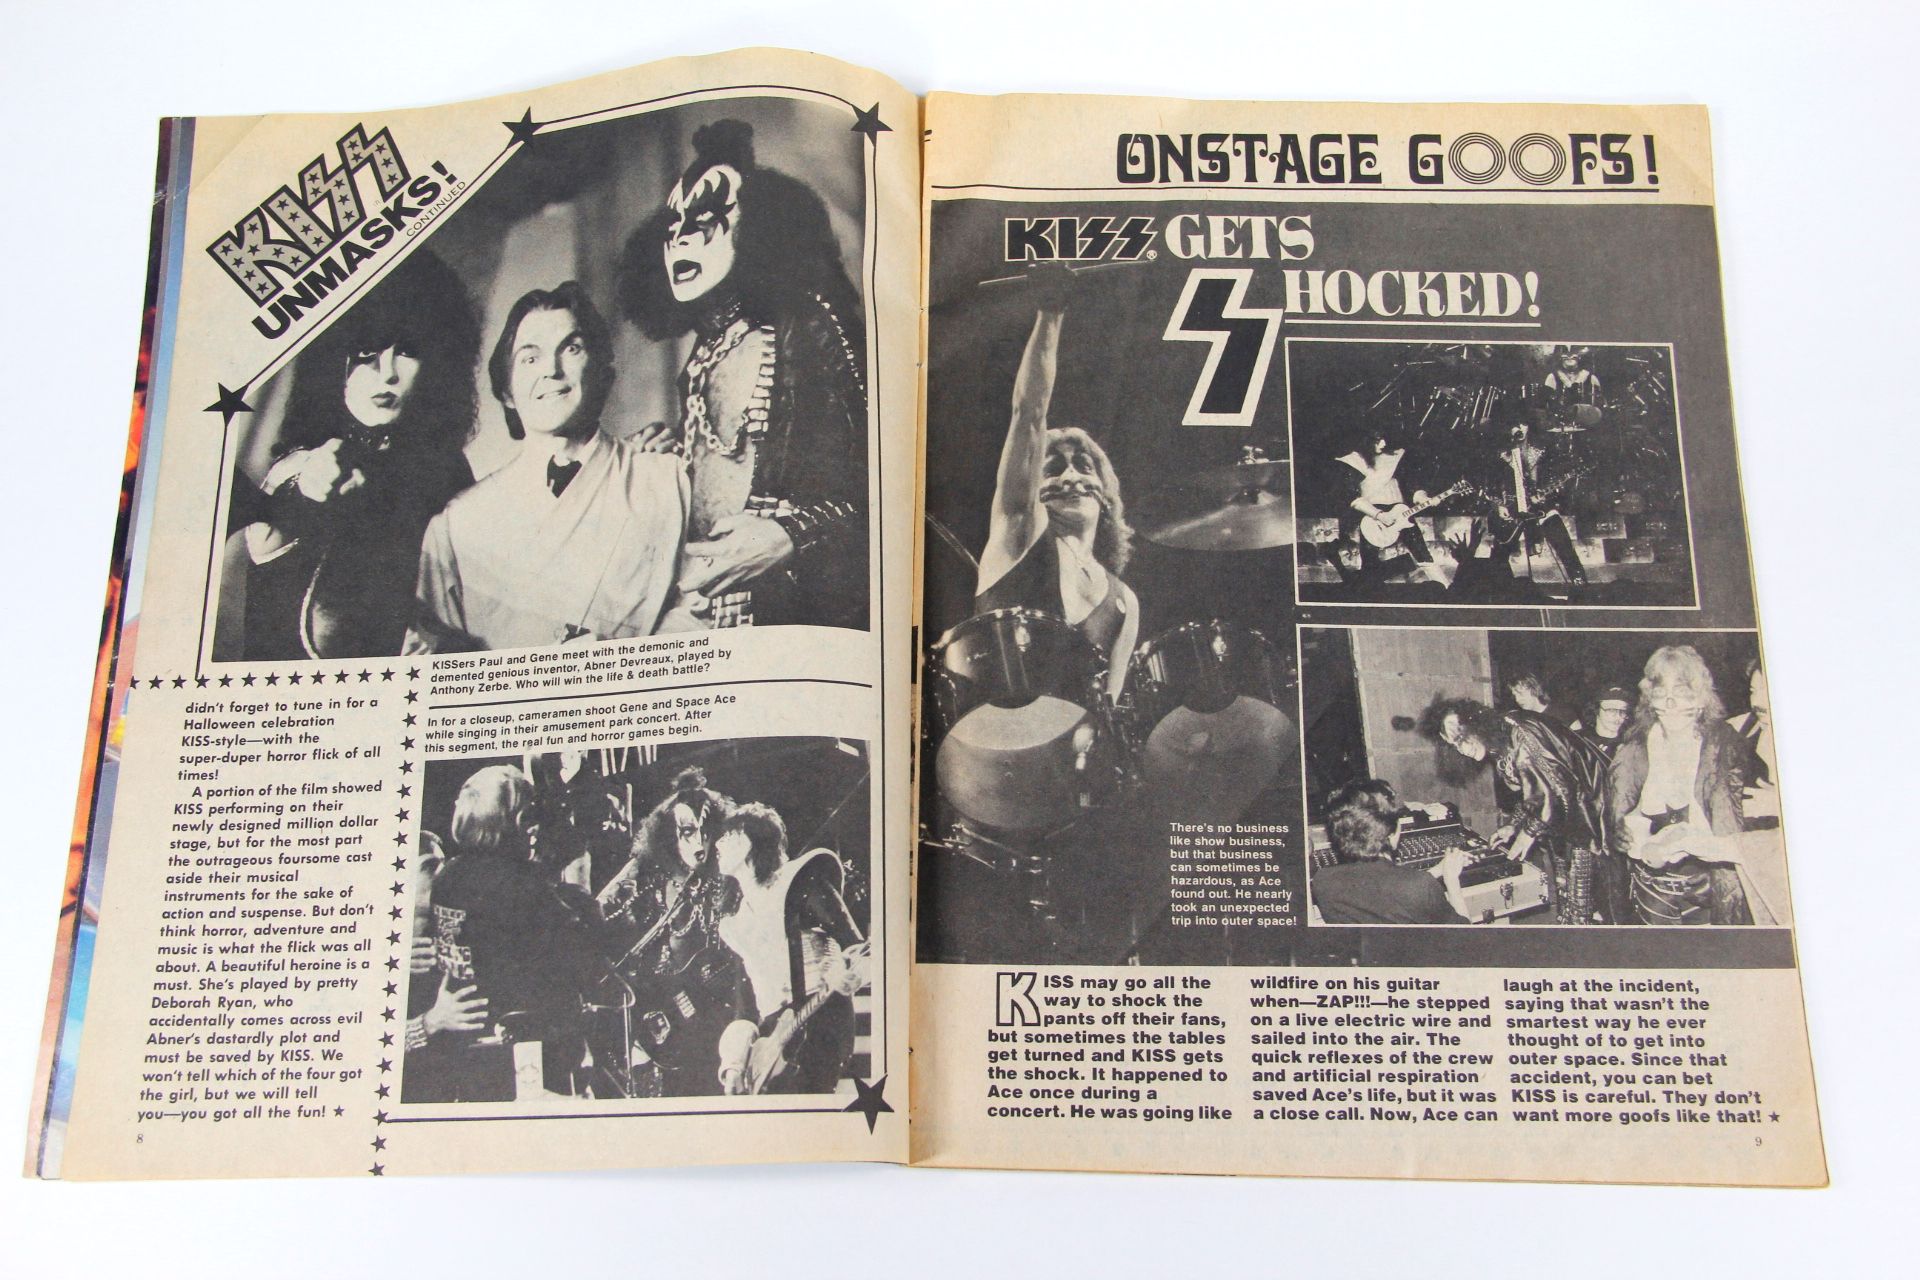 KISS
UNMASKS!
CONTINUED
KISSers Paul and Gene meet with the demonic and
demented genious inventor, Abner Devreaux, played by
Anthony Zerbe. Who will win the life & death battle?
In for a closeup, cameramen shoot Gene and Space Ace
while singing in their amusement park concert. After
this segment, the real fun and horror games begin.
didn't forget to tune in for a
Halloween celebration
KISS-style—with the
super-duper horror flick of all
times!
A portion of the film showed
KISS performing on their
newly designed million dollar
stage, but for the most part
the outrageous foursome cast
aside their musical
instruments for the sake of
action and suspense. But don't
think horror, adventure and
music is what the flick was all
about. A beautiful heroine is a
must. She's played by pretty
Deborah Ryan, who
accidentally comes across evil
Abner's dastardly plot and
must be saved by KISS. We
won't tell which of the four got
the girl, but we will tell
you—you got all the fun! ★
8
ONSTAGE GOOFS!
KISS® GETS
SHOCKED!
There's no business
like show business,
but that business
can sometimes be
hazardous, as Ace
found out. He nearly
took an unexpected
trip into outer space!
KISS may go all the
way to shock the
pants off their fans,
but sometimes the tables
get turned and KISS gets
the shock. It happened to
Ace once during a
concert. He was going like
wildfire on his guitar
when—ZAP!!!—he stepped
on a live electric wire and
sailed into the air. The
quick reflexes of the crew
and artificial respiration
saved Ace's life, but it was
a close call. Now, Ace can
laugh at the incident,
saying that wasn't the
smartest way he ever
thought of to get into
outer space. Since that
accident, you can bet
KISS is careful. They don't
want more goofs like that! ★
9